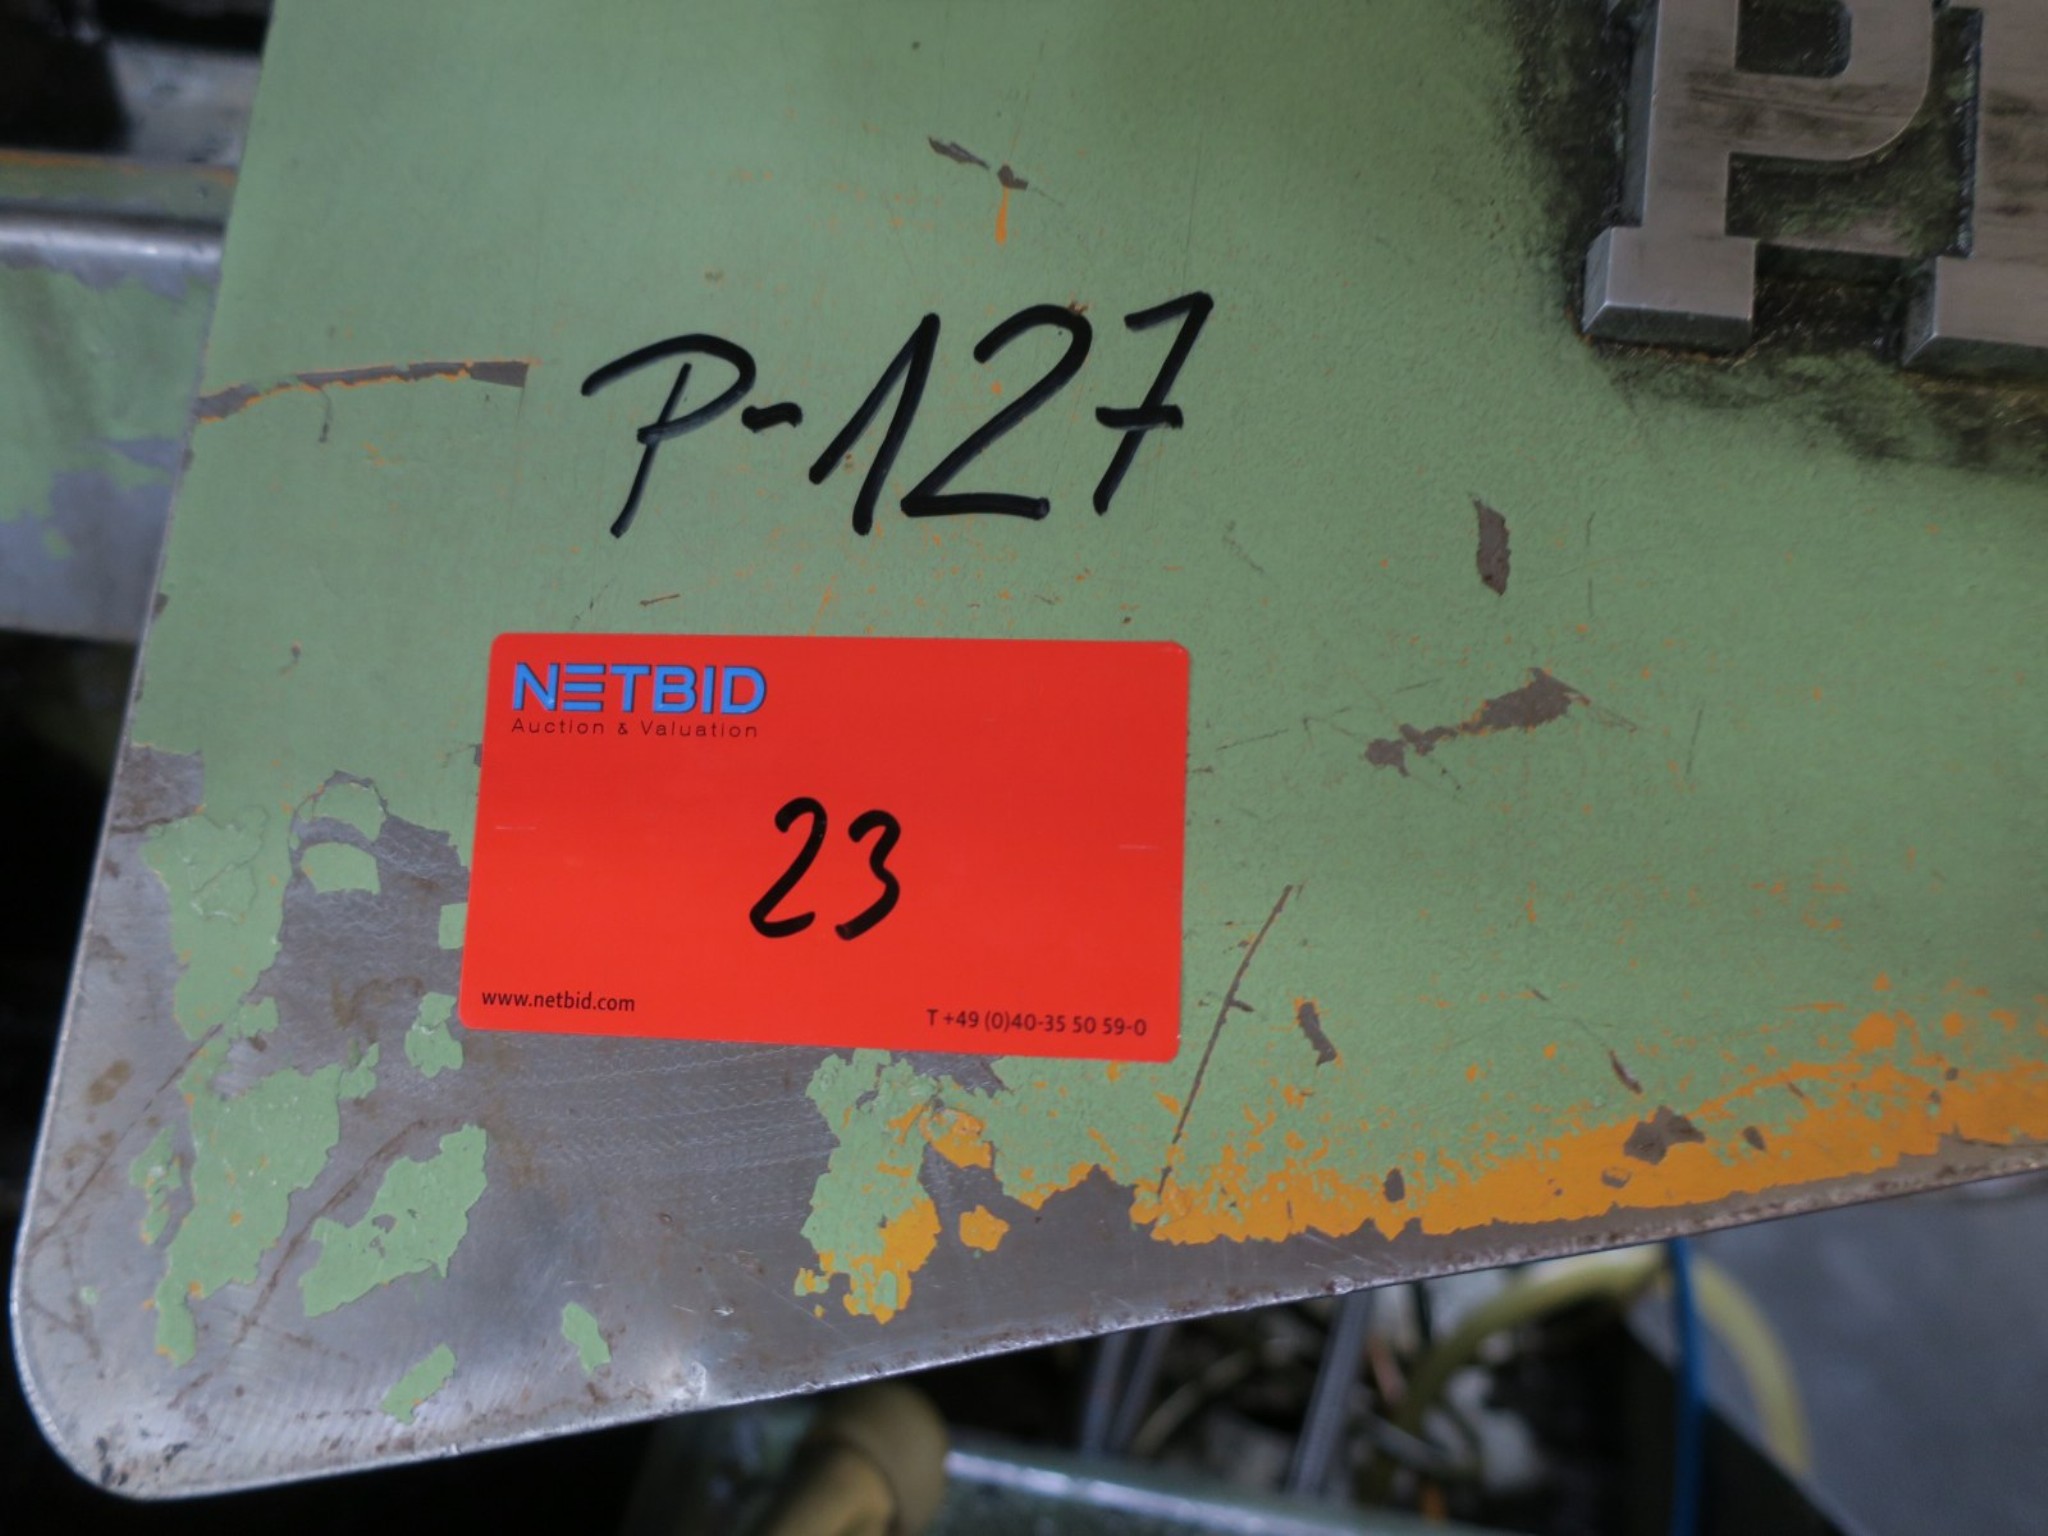 P-127
NETBID
Auction & Valuation
23
www.netbid.com
T +49 (0)40-35 50 59-0